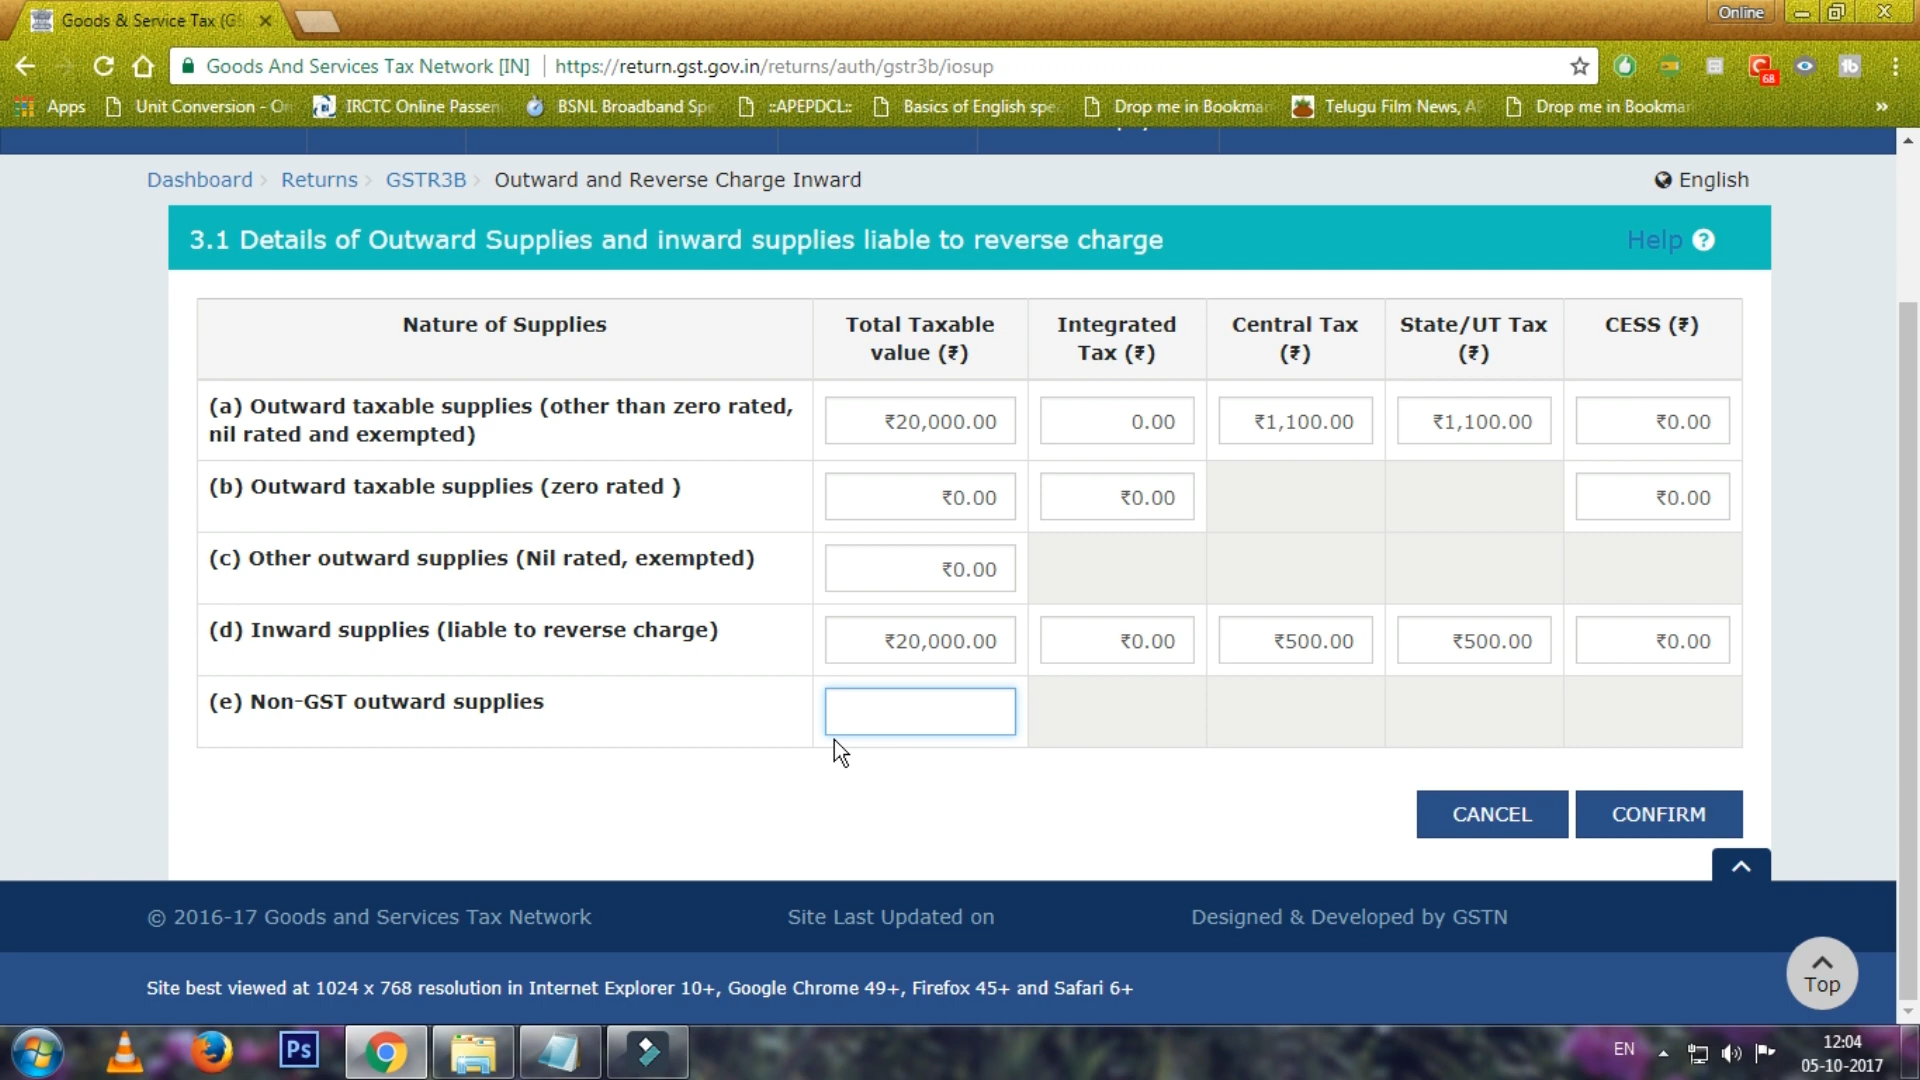 Goods & Service Tax (GS
Online
Goods And Services Tax Network [IN]
https://return.gst.gov.in/returns/auth/gstr3b/iosup
68
Apps
Unit Conversion - On
IRCTC Online Passen
BSNL Broadband Spe
::APEPDCL::
Basics of English spe
Drop me in Bookmar
Telugu Film News, A
Drop me in Bookmar
»
Dashboard
Returns
GSTR3B
Outward and Reverse Charge Inward
English
3.1 Details of Outward Supplies and inward supplies liable to reverse charge
Help ?
Nature of Supplies
Total Taxable
value (₹)
Integrated
Tax (₹)
Central Tax
(₹)
State/UT Tax
(₹)
CESS (₹)
(a) Outward taxable supplies (other than zero rated,
nil rated and exempted)
₹20,000.00
0.00
₹1,100.00
₹1,100.00
₹0.00
(b) Outward taxable supplies (zero rated )
₹0.00
₹0.00
₹0.00
(c) Other outward supplies (Nil rated, exempted)
₹0.00
(d) Inward supplies (liable to reverse charge)
₹20,000.00
₹0.00
₹500.00
₹500.00
₹0.00
(e) Non-GST outward supplies
CANCEL
CONFIRM
© 2016-17 Goods and Services Tax Network
Site Last Updated on
Designed & Developed by GSTN
Top
Site best viewed at 1024 x 768 resolution in Internet Explorer 10+, Google Chrome 49+, Firefox 45+ and Safari 6+
Ps
EN
12:04
05-10-2017